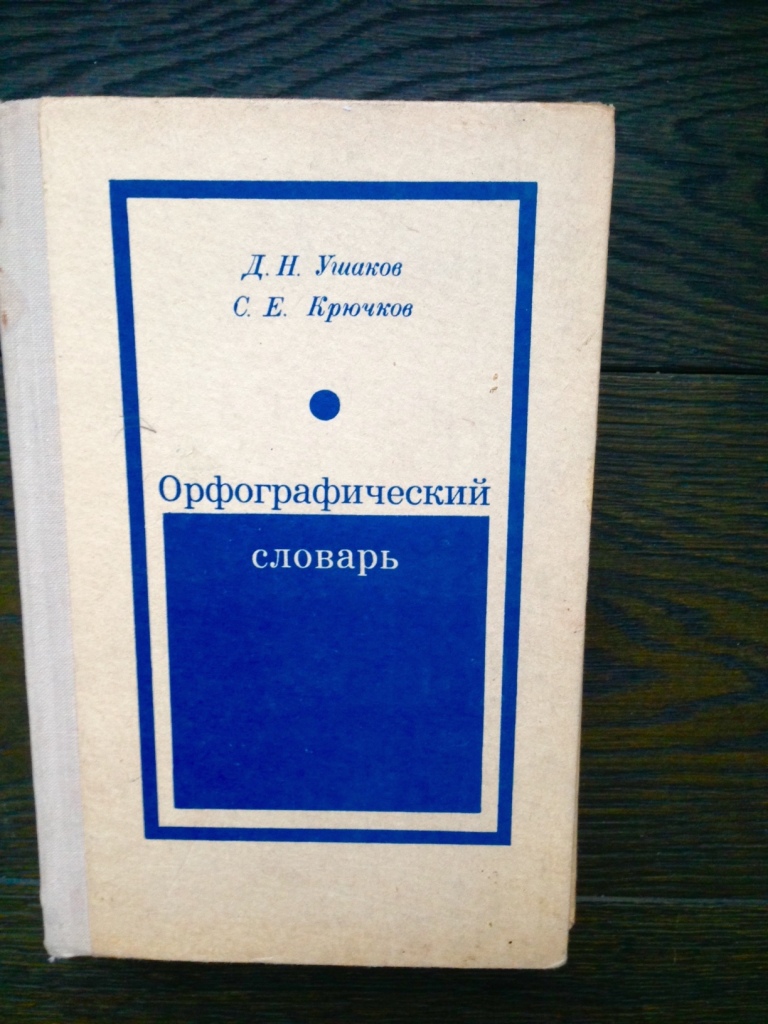 Д. Н. Ушаков
С. Е. Крючков
Орфографический
словарь